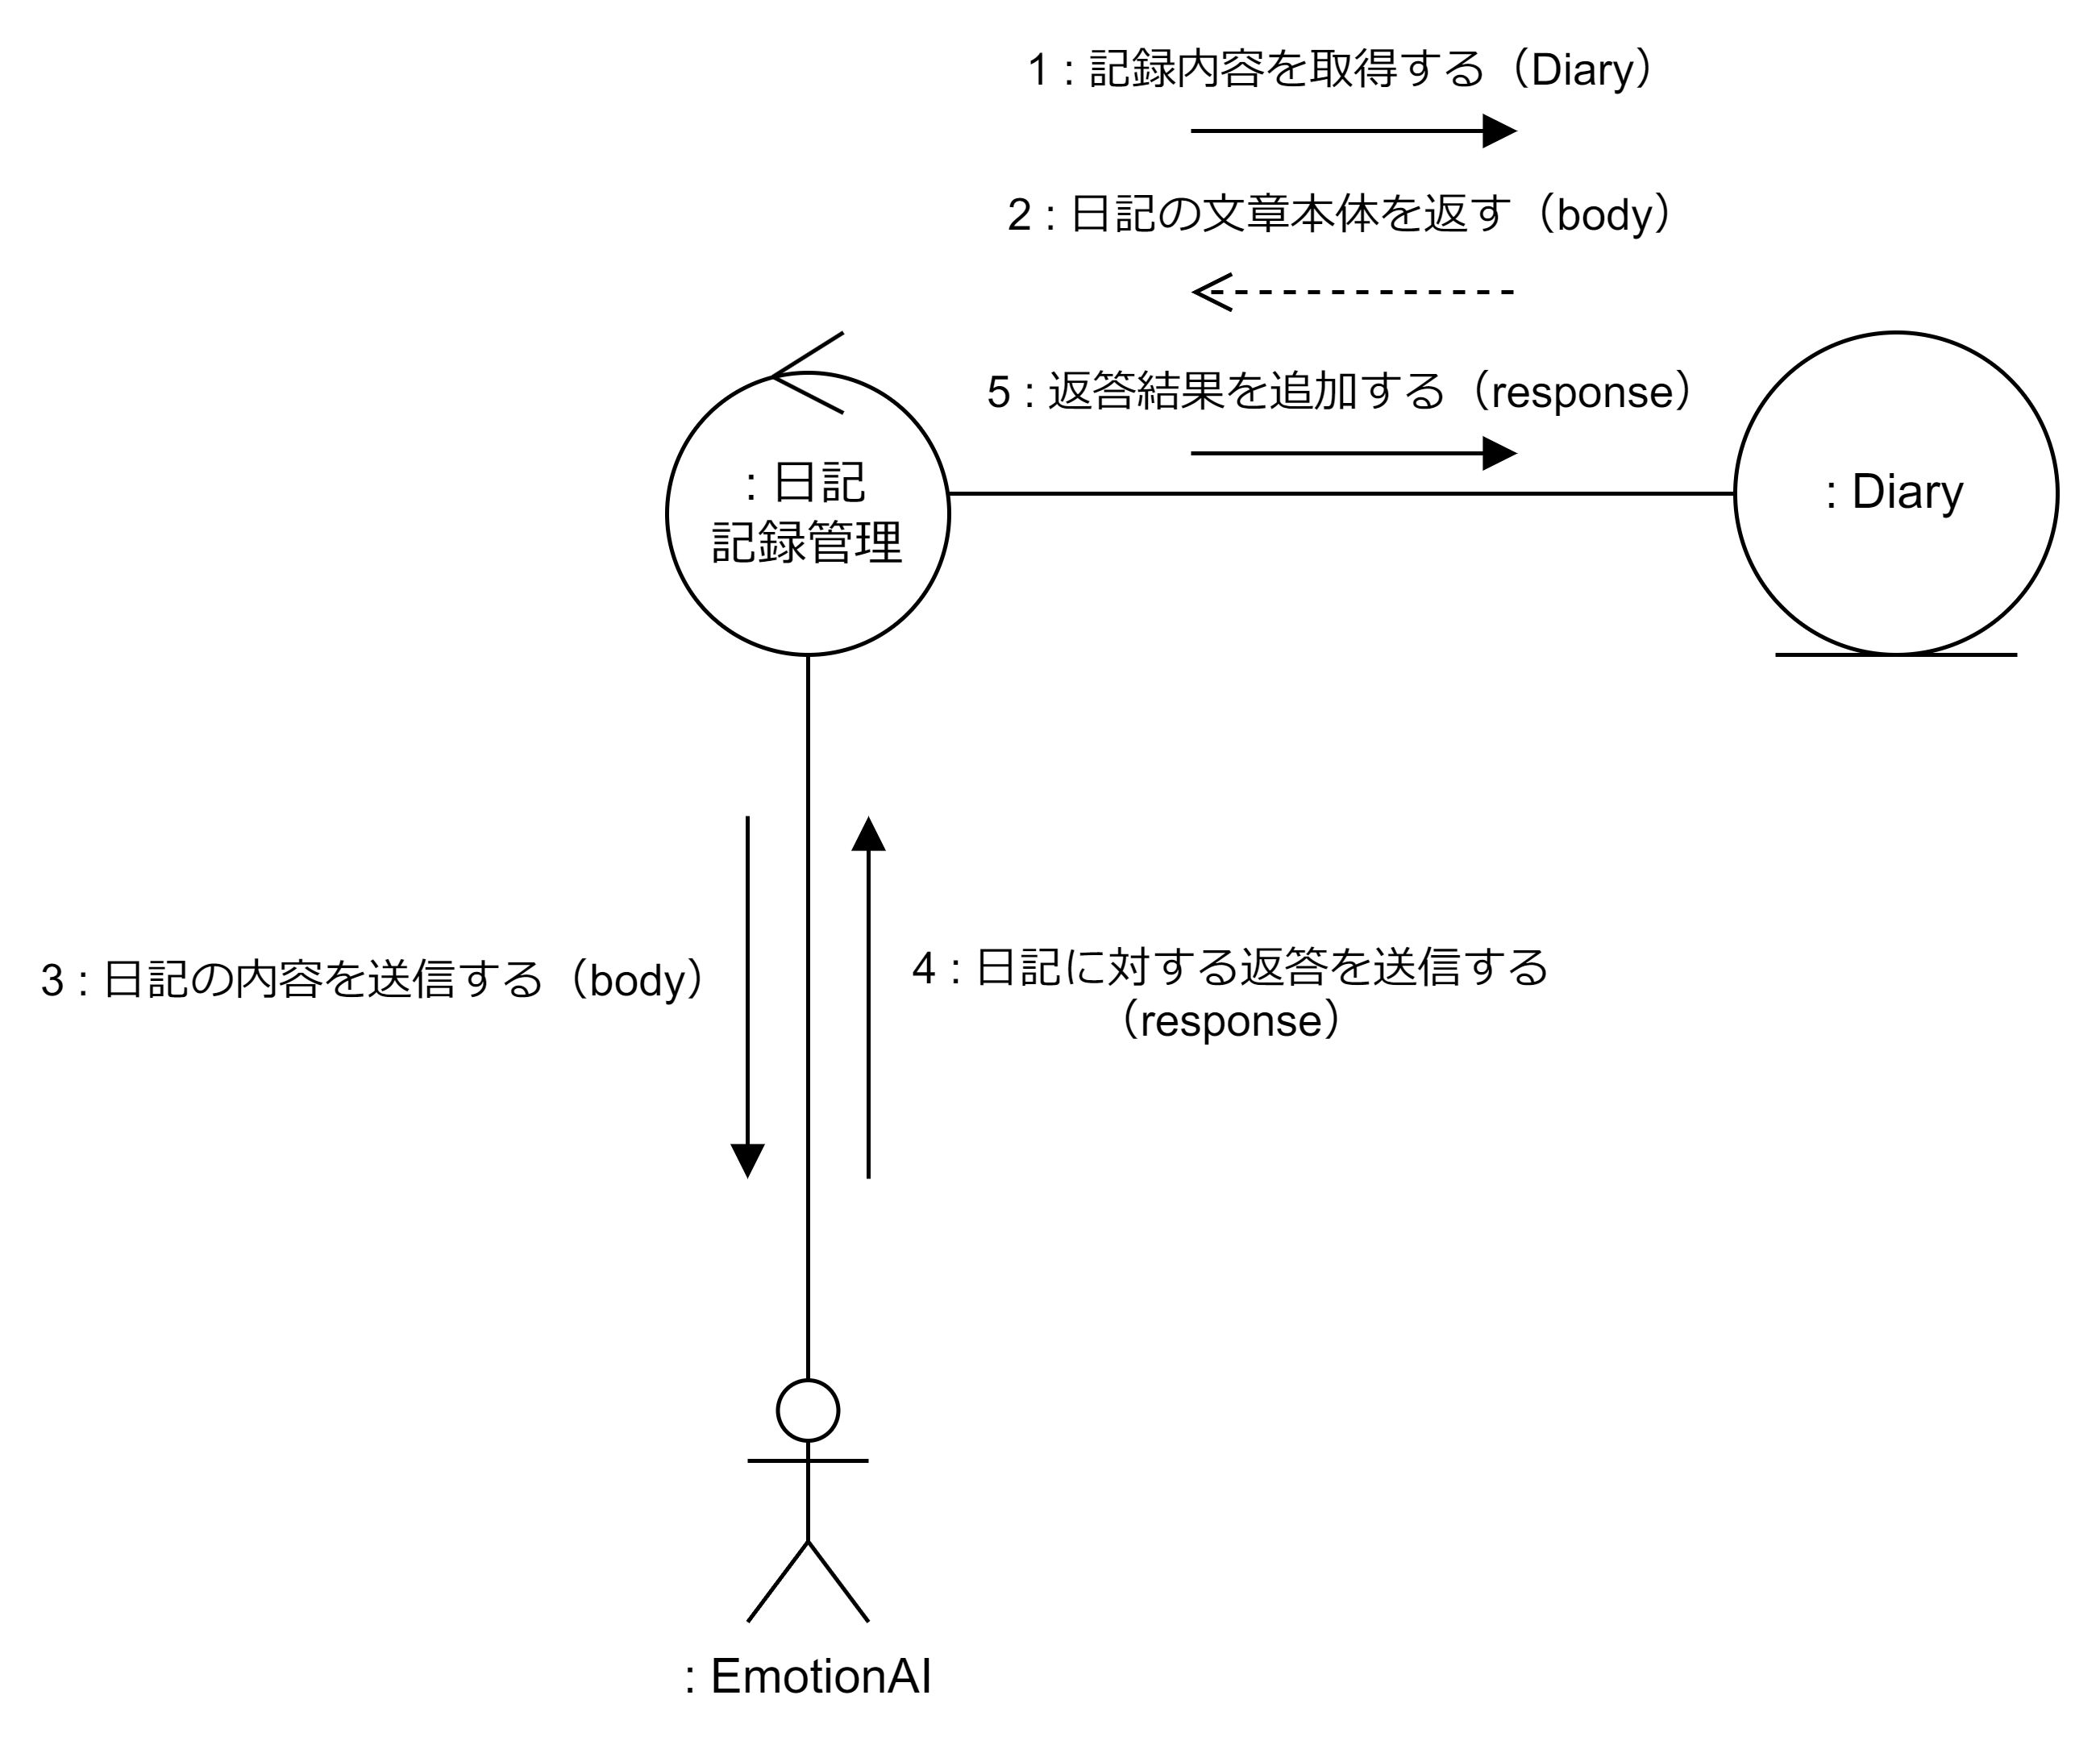 1 : 記録内容を取得する（Diary）
2 : 日記の文章本体を返す（body）
5 : 返答結果を追加する（response）
: 日記
記録管理
: Diary
3 : 日記の内容を送信する（body）
4 : 日記に対する返答を送信する
（response）
: EmotionAI